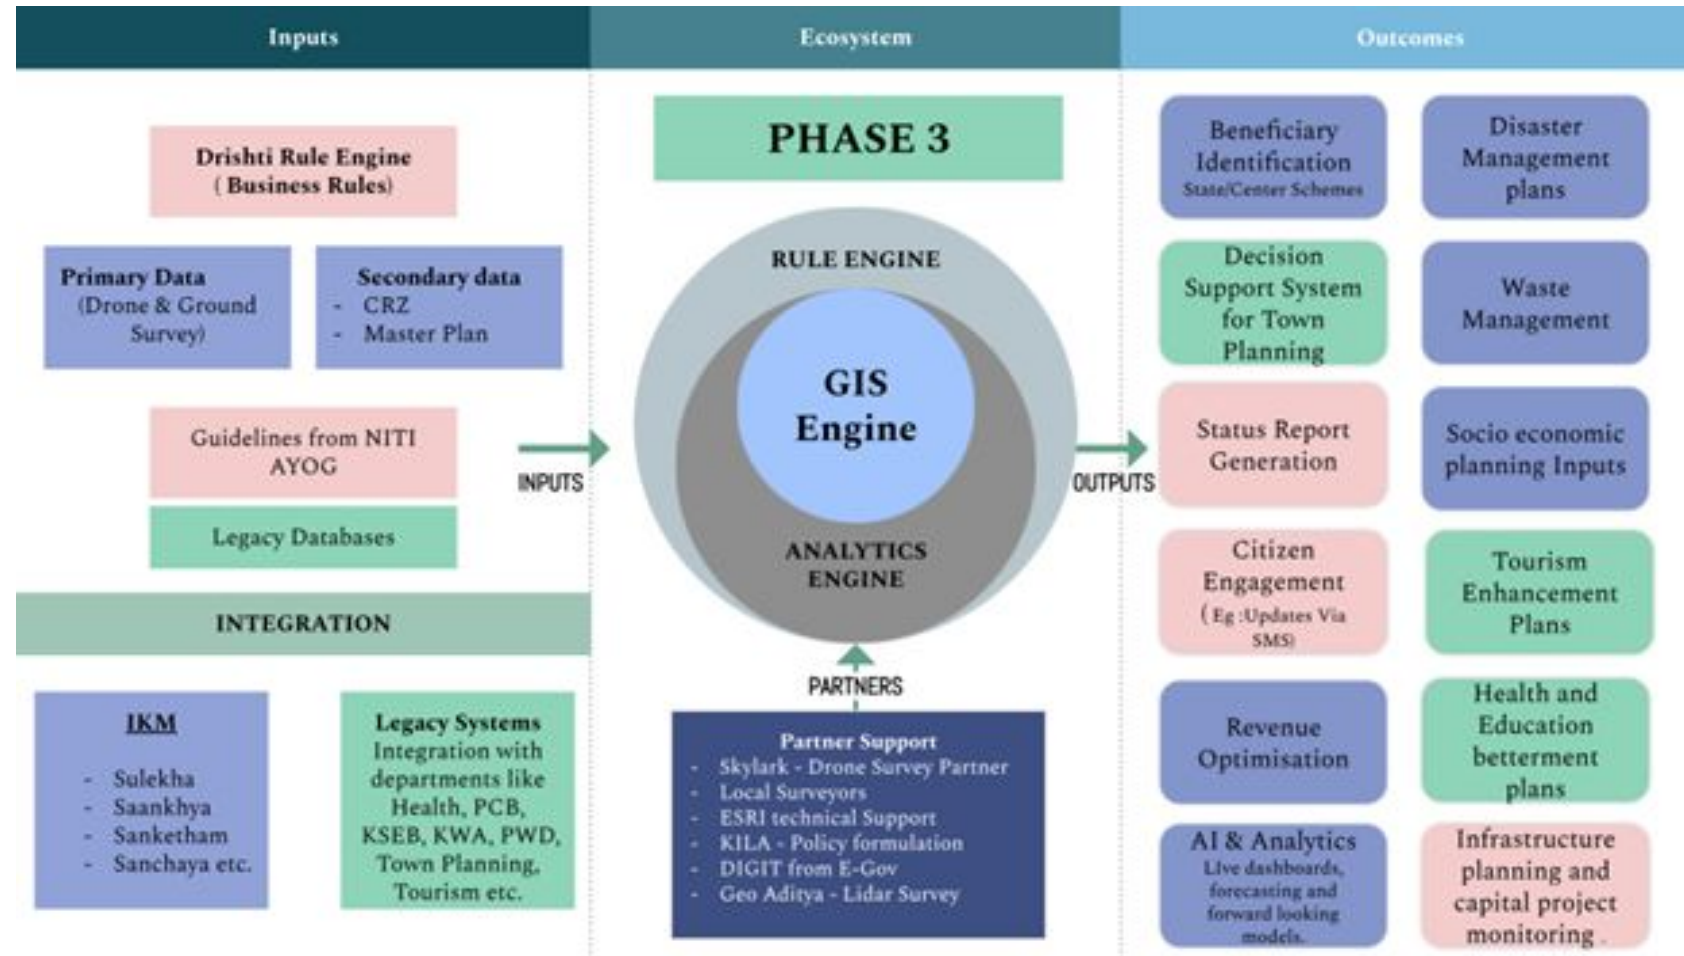 Inputs
Ecosystem
Outcomes
Drishti Rule Engine
( Business Rules)
Primary Data
(Drone & Ground
Survey)
Secondary data
- CRZ
- Master Plan
Guidelines from NITI
AYOG
Legacy Databases
INPUTS
INTEGRATION
IKM
- Sulekha
- Saankhya
- Sanketham
- Sanchaya etc.
Legacy Systems
Integration with
departments like
Health, PCB,
KSEB, KWA, PWD,
Town Planning,
Tourism etc.
PHASE 3
RULE ENGINE
GIS
Engine
ANALYTICS
ENGINE
OUTPUTS
PARTNERS
Partner Support
- Skylark - Drone Survey Partner
- Local Surveyors
- ESRI technical Support
- KILA - Policy formulation
- DIGIT from E-Gov
- Geo Aditya - Lidar Survey
Beneficiary
Identification
State/Center Schemes
Disaster
Management
plans
Decision
Support System
for Town
Planning
Waste
Management
Status Report
Generation
Socio economic
planning Inputs
Citizen
Engagement
( Eg :Updates Via
SMS)
Tourism
Enhancement
Plans
Revenue
Optimisation
Health and
Education
betterment
plans
AI & Analytics
LIve dashboards,
forecasting and
forward looking
models.
Infrastructure
planning and
capital project
monitoring .